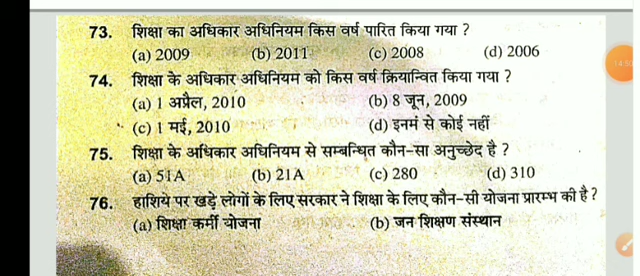 73. शिक्षा का अधिकार अधिनियम किस वर्ष पारित किया गया ?
(a) 2009 (b) 2011 (c) 2008 (d) 2006
74. शिक्षा के अधिकार अधिनियम को किस वर्ष क्रियान्वित किया गया ?
(a) 1 अप्रैल, 2010 (b) 8 जून, 2009
(c) 1 मई, 2010 (d) इनमं से कोई नहीं
75. शिक्षा के अधिकार अधिनियम से सम्बन्धित कौन-सा अनुच्छेद है ?
(a) 51A (b) 21A (c) 280 (d) 310
76. हाशिये पर खड़े लोगों के लिए सरकार ने शिक्षा के लिए कौन-सी योजना प्रारम्भ की है ?
(a) शिक्षा कर्मी योजना (b) जन शिक्षण संस्थान
14:50